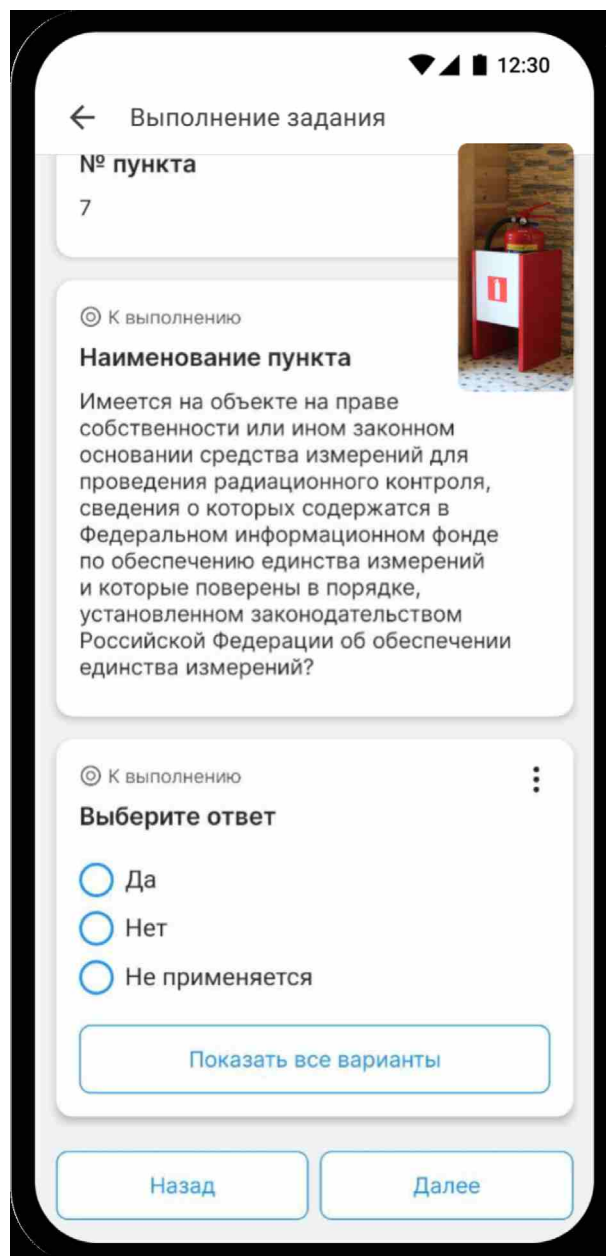 12:30
Выполнение задания
№ пункта
7
К выполнению
Наименование пункта
Имеется на объекте на праве
собственности или ином законном
основании средства измерений для
проведения радиационного контроля,
сведения о которых содержатся в
Федеральном информационном фонде
по обеспечению единства измерений
и которые поверены в порядке,
установленном законодательством
Российской Федерации об обеспечении
единства измерений?
К выполнению
Выберите ответ
Да
Нет
Не применяется
Показать все варианты
Назад
Далее